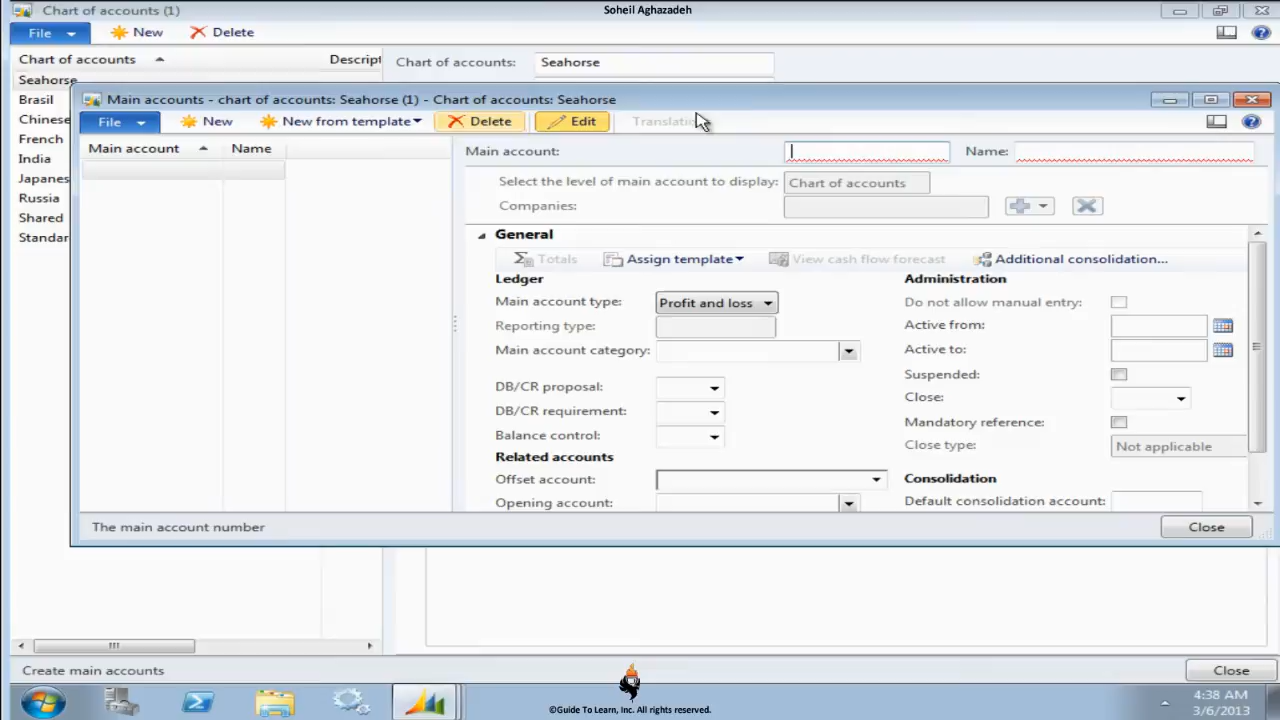 Chart of accounts (1)
Soheil Aghazadeh
File
New
Delete
Chart of accounts
Descript
Chart of accounts:
Seahorse
Seahorse
Brasil
Chinese
French
India
Japanes
Russia
Shared
Standar
Main accounts - chart of accounts: Seahorse (1) - Chart of accounts: Seahorse
File
New
New from template
Delete
Edit
Translatio
Main account
Name
Main account:
Name:
Select the level of main account to display:
Chart of accounts
Companies:
General
Totals
Assign template
View cash flow forecast
Additional consolidation...
Ledger
Administration
Main account type:
Profit and loss
Do not allow manual entry:
Reporting type:
Active from:
Main account category:
Active to:
Suspended:
DB/CR proposal:
Close:
DB/CR requirement:
Mandatory reference:
Balance control:
Close type:
Not applicable
Related accounts
Offset account:
Consolidation
Opening account:
Default consolidation account:
The main account number
Close
Create main accounts
Close
4:38 AM
3/6/2013
©Guide To Learn, Inc. All rights reserved.